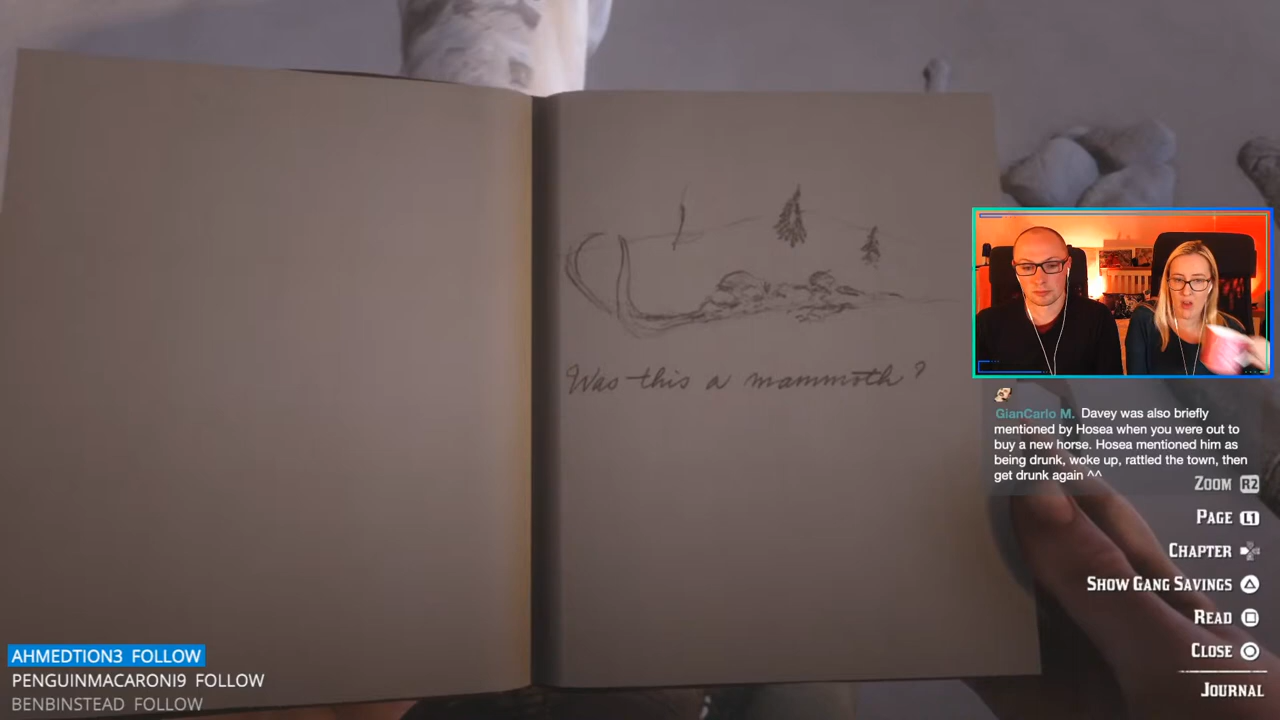 Was this a mammoth?
GianCarlo M. Davey was also briefly
mentioned by Hosea when you were out to
buy a new horse. Hosea mentioned him as
being drunk, woke up, rattled the town, then
get drunk again ^^
ZOOM R2
PAGE L1
CHAPTER
SHOW GANG SAVINGS
READ
CLOSE
JOURNAL
AHMEDTION3 FOLLOW
PENGUINMACARONI9 FOLLOW
BENBINSTEAD FOLLOW